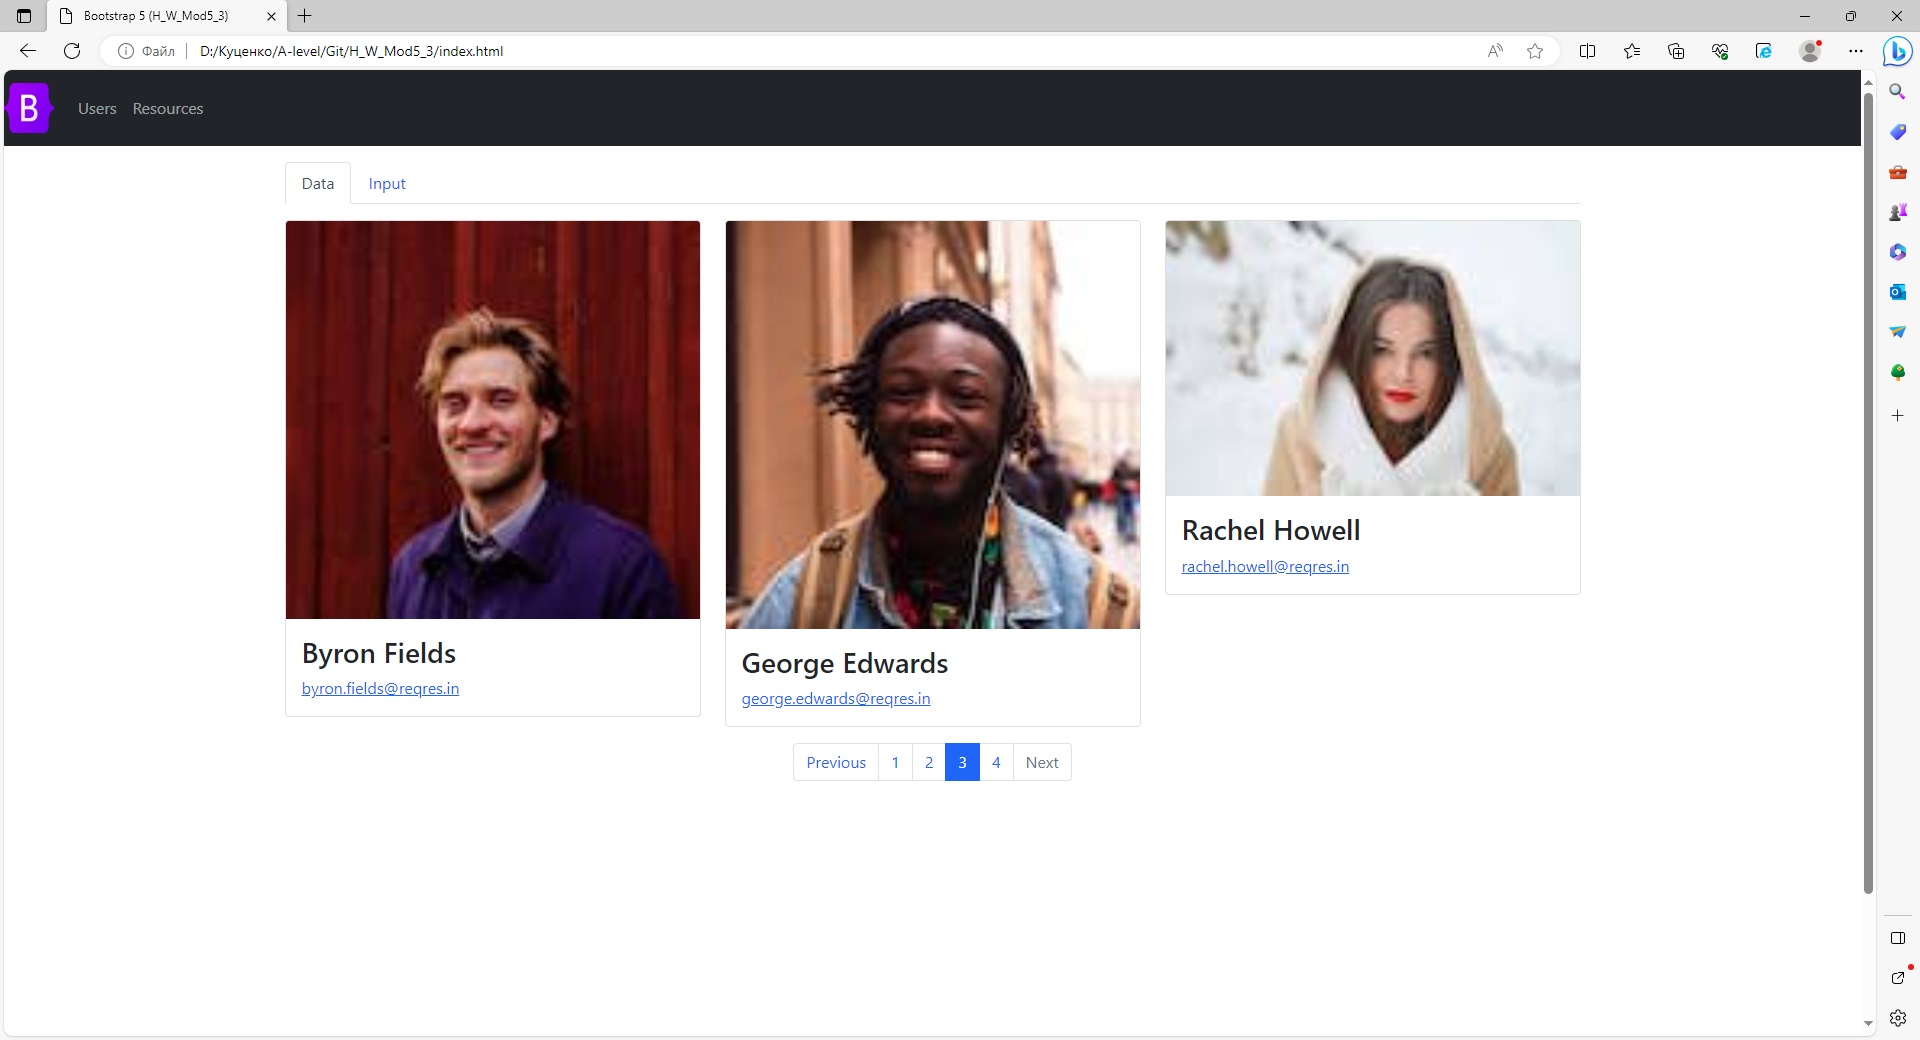 Bootstrap 5 (H_W_Mod5_3)
Файл D:/Куценко/A-level/Git/H_W_Mod5_3/index.html
B Users Resources
Data Input
Byron Fields
byron.fields@reqres.in
George Edwards
george.edwards@reqres.in
Rachel Howell
rachel.howell@reqres.in
Previous 1 2 3 4 Next